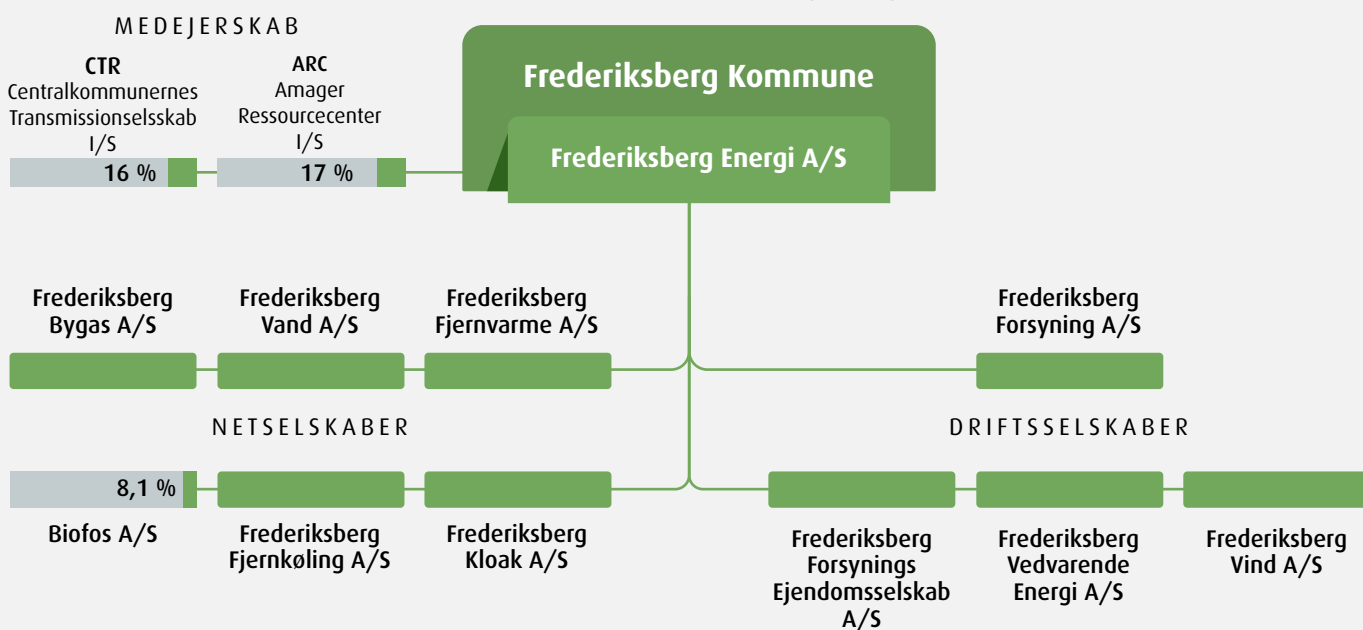 MEDEJERSKAB
CTR
Centralkommunernes
Transmissionselsskab
I/S
16 %
ARC
Amager
Ressourcecenter
I/S
17 %
Frederiksberg Kommune
Frederiksberg Energi A/S
Frederiksberg
Bygas A/S
Frederiksberg
Vand A/S
Frederiksberg
Fjernvarme A/S
Frederiksberg
Forsyning A/S
NETSELSKABER
DRIFTSSELSKABER
8,1 %
Biofos A/S
Frederiksberg
Fjernkøling A/S
Frederiksberg
Kloak A/S
Frederiksberg
Forsynings
Ejendomsselskab
A/S
Frederiksberg
Vedvarende
Energi A/S
Frederiksberg
Vind A/S